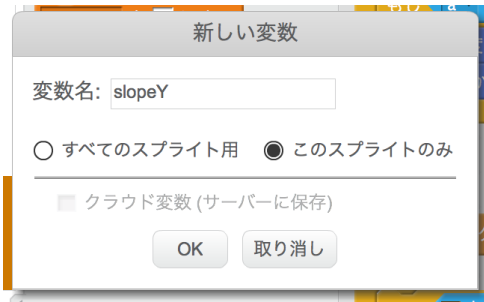 新しい変数
変数名: slopeY
すべてのスプライト用 このスプライトのみ
クラウド変数 (サーバーに保存)
OK 取り消し